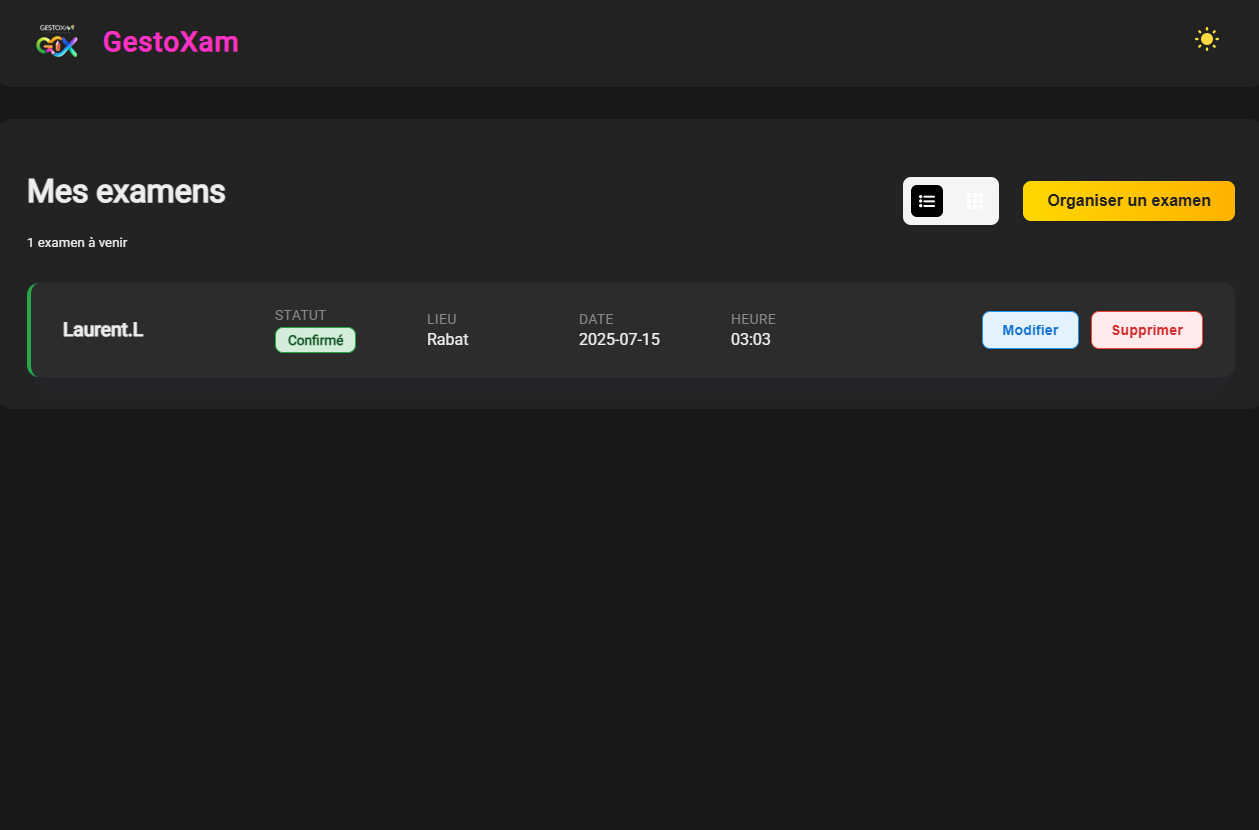 GESTOXAM
GOX
GestoXam
Mes examens
Organiser un examen
1 examen à venir
Laurent.L
STATUT
Confirmé
LIEU
Rabat
DATE
2025-07-15
HEURE
03:03
Modifier
Supprimer